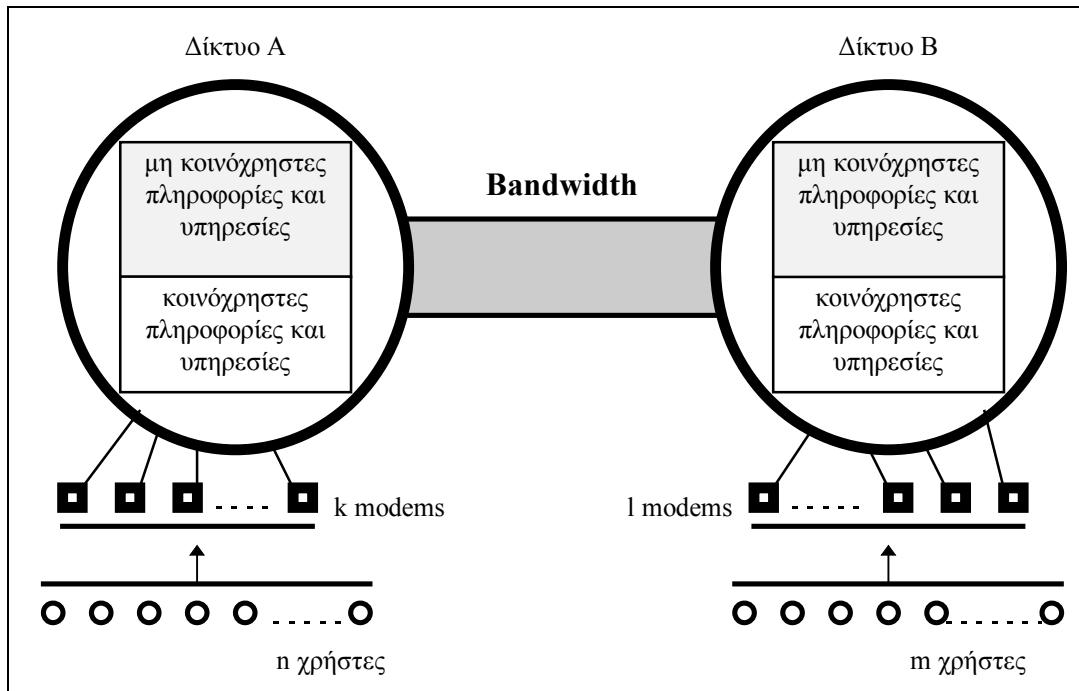 Δίκτυο Α
Δίκτυο Β
μη κοινόχρηστες
πληροφορίες και
υπηρεσίες
κοινόχρηστες
πληροφορίες και
υπηρεσίες
Bandwidth
μη κοινόχρηστες
πληροφορίες και
υπηρεσίες
κοινόχρηστες
πληροφορίες και
υπηρεσίες
k modems
l modems
n χρήστες
m χρήστες